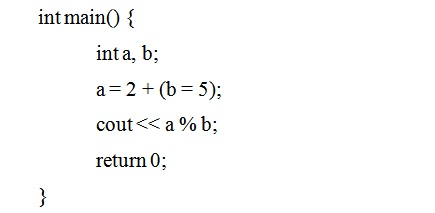 int main() {
int a, b;
a = 2 + (b = 5);
cout << a % b;
return 0;
}